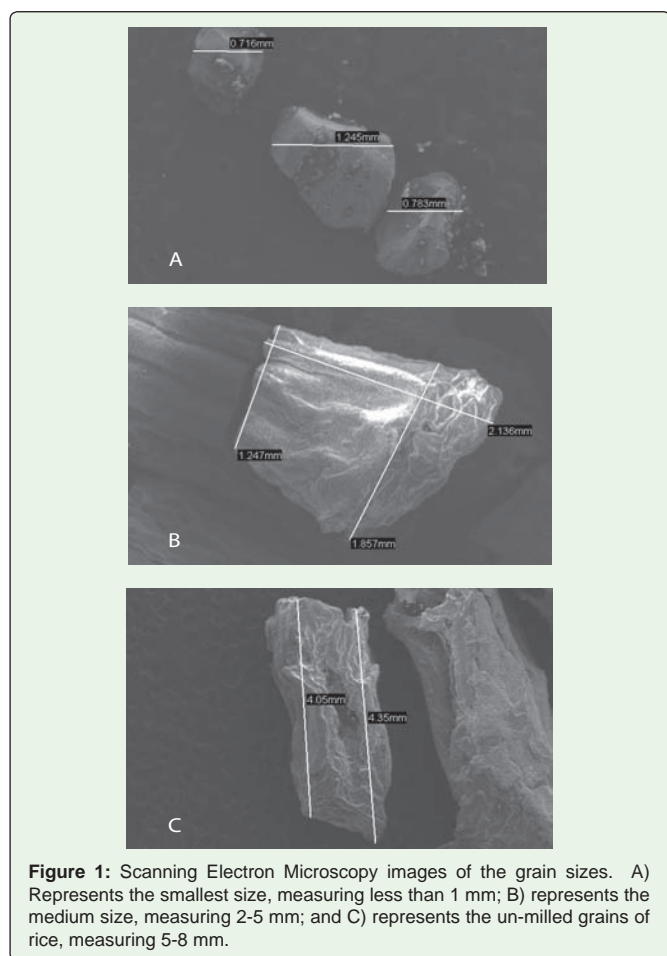 0.716mm
1.245mm
0.783mm
A
2.136mm
1.247mm
1.857mm
B
4.05mm
4.35mm
C
Figure 1: Scanning Electron Microscopy images of the grain sizes. A)
Represents the smallest size, measuring less than 1 mm; B) represents the
medium size, measuring 2-5 mm; and C) represents the un-milled grains of
rice, measuring 5-8 mm.